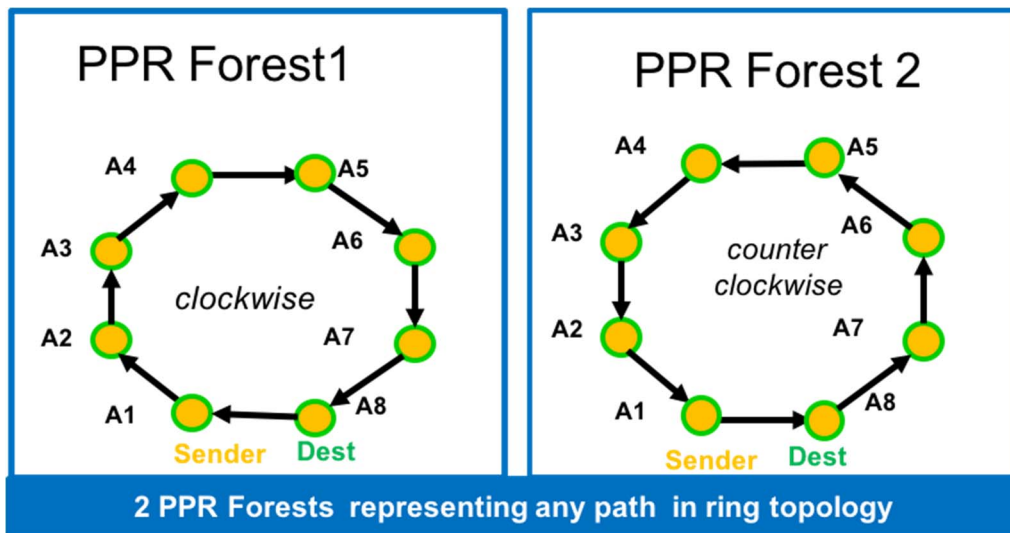 PPR Forest1
A4
A5
A3
A6
clockwise
A2
A7
A1
A8
Sender
Dest
PPR Forest 2
A4
A5
A3
A6
counter
clockwise
A2
A7
A1
A8
Sender
Dest
2 PPR Forests representing any path in ring topology